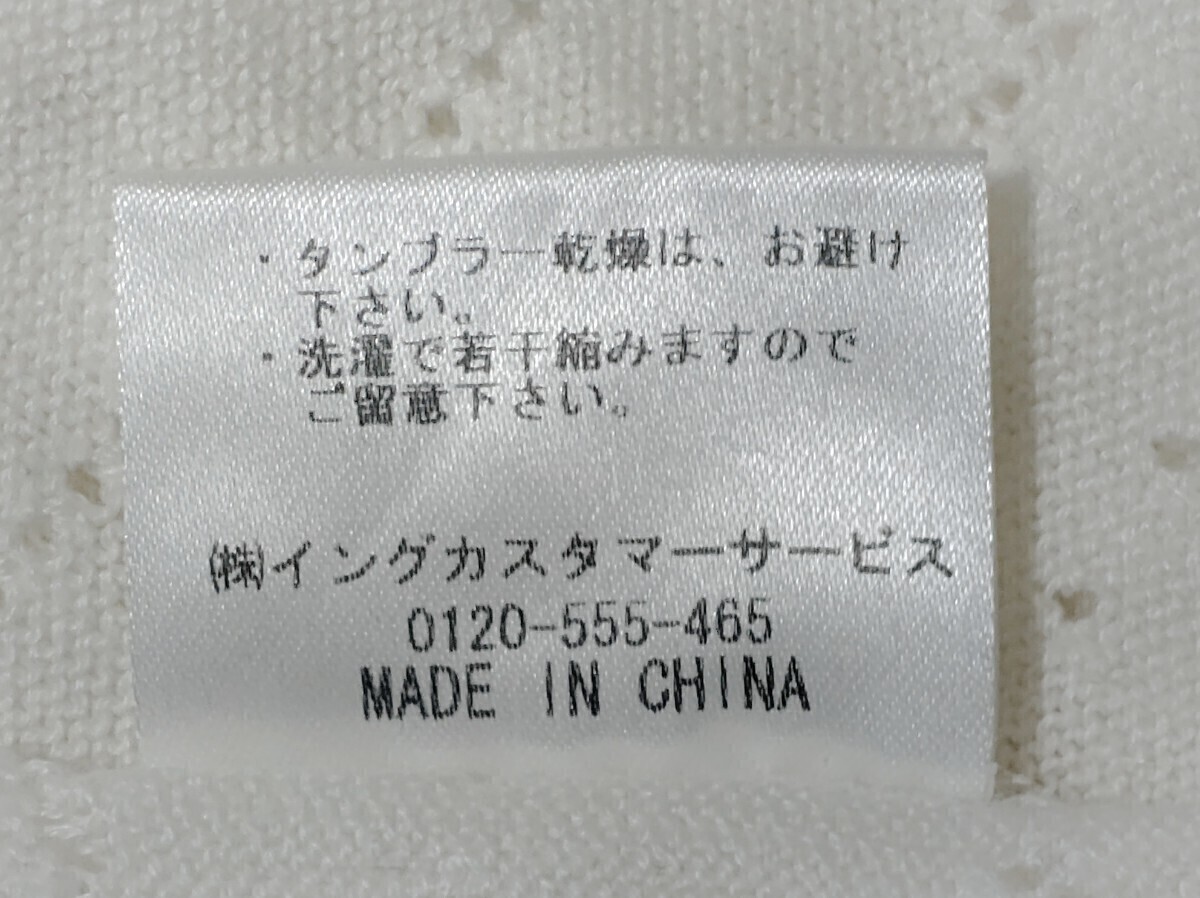 ・タンブラー乾燥は、お避け
下さい。
・洗濯で若干縮みますので
ご留意下さい。
㈱イングカスタマーサービス
0120-555-465
MADE IN CHINA